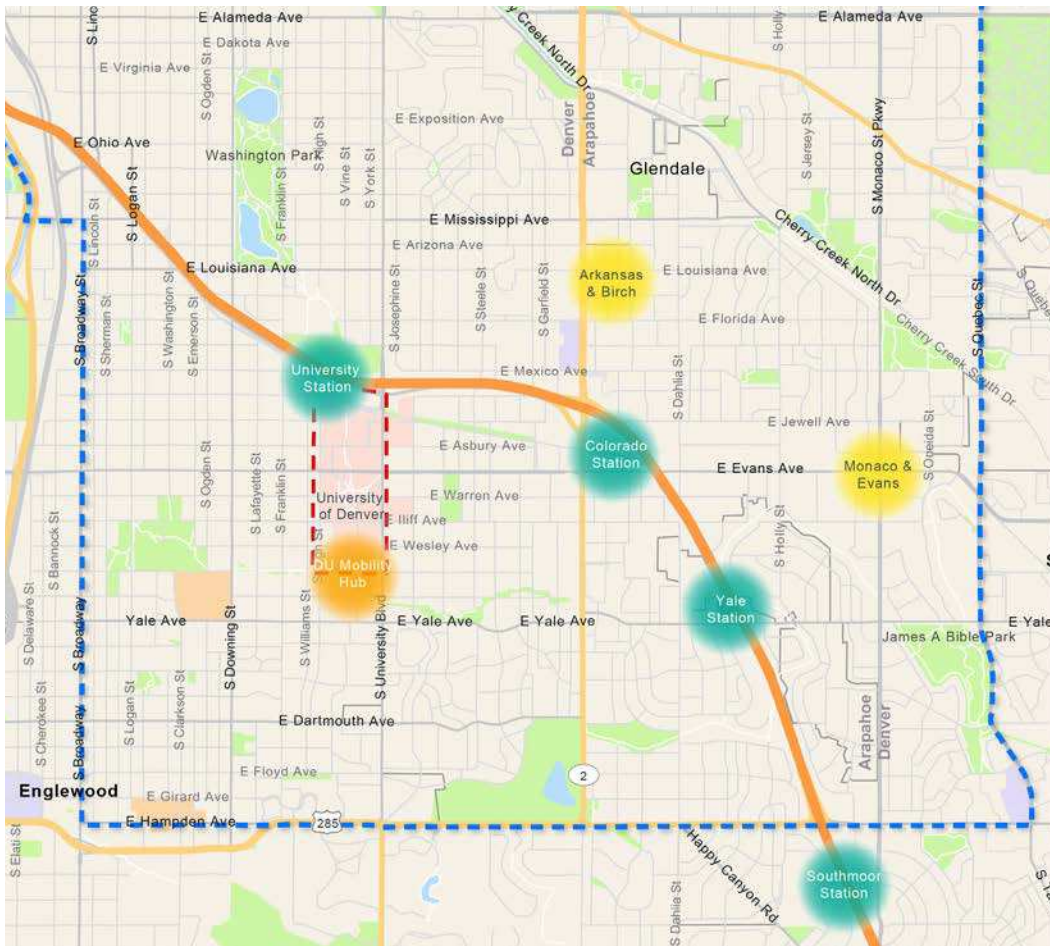 S Linc
E Alameda Ave
E Alameda Ave
E Dakota Ave
S Holly
E Virginia Ave
S Ogden St
Cherry Creek North Dr
E Exposition Ave
Denver
Arapahoe
E Ohio Ave
Washington Park
S High St
S Vine St
S York St
Glendale
S Jersey St
S Monaco St Pkwy
S Franklin St
S Logan St
S Lincoln St
E Mississippi Ave
Cherry Creek North Dr
E Arizona Ave
E Louisiana Ave
Arkansas
& Birch
E Louisiana Ave
S Quebec St
S Queb
S Broadway St
S Sherman St
S Washington St
S Emerson St
S Josephine St
S Steele St
S Garfield St
E Florida Ave
Cherry Creek South Dr
University
Station
E Mexico Ave
S Dahlia St
E Jewell Ave
E Asbury Ave
Colorado
Station
E Evans Ave
Monaco &
Evans
S Oneida St
S Ogden St
S Lafayette St
S Franklin St
University
of Denver
E Warren Ave
E Iliff Ave
E Wesley Ave
S Holly St
S Bannock St
DU Mobility
Hub
S Delaware St
S Broadway
Yale Ave
S Downing St
S Williams St
S University Blvd
E Yale Ave
E Yale Ave
Yale
Station
James A Bible Park
E Yale
S Cherokee St
S Broadway
S Logan St
S Clarkson St
E Dartmouth Ave
Arapahoe
Denver
E Floyd Ave
2
Englewood
E Girard Ave
E Hampden Ave
285
S Elati St
Happy Canyon Rd
S Dahlia St
Southmoor
Station